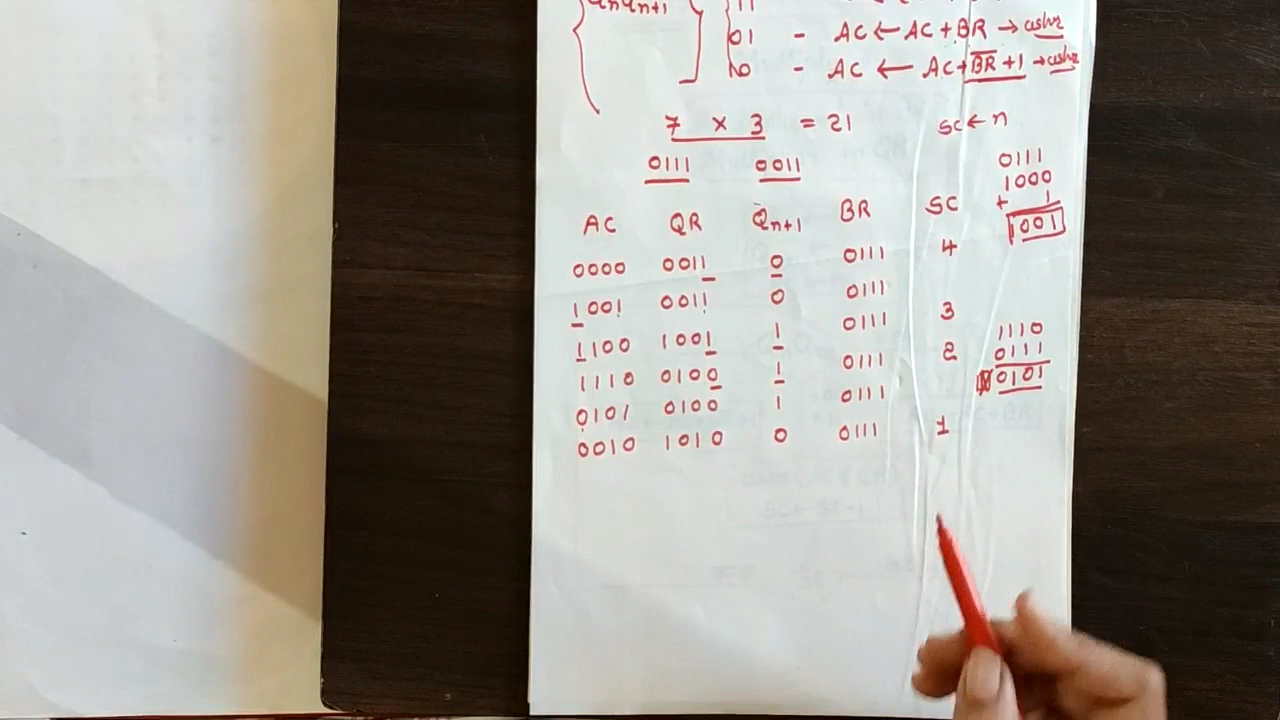 QnQn+1 11
01 - AC ← AC + BR → ashr
10 - AC ← AC + BR + 1 → ashr
7 × 3 = 21 SC ← n
0111 0011
0111
1000
+ 1
1001
AC QR Qn+1 BR SC
0000 0011 0 0111 4
1001 0011 0 0111
1100 1001 1 0111 3
1110 0100 1 0111 2
0101 0100 1 0111
0010 1010 0 0111 1
1110
0111
0101